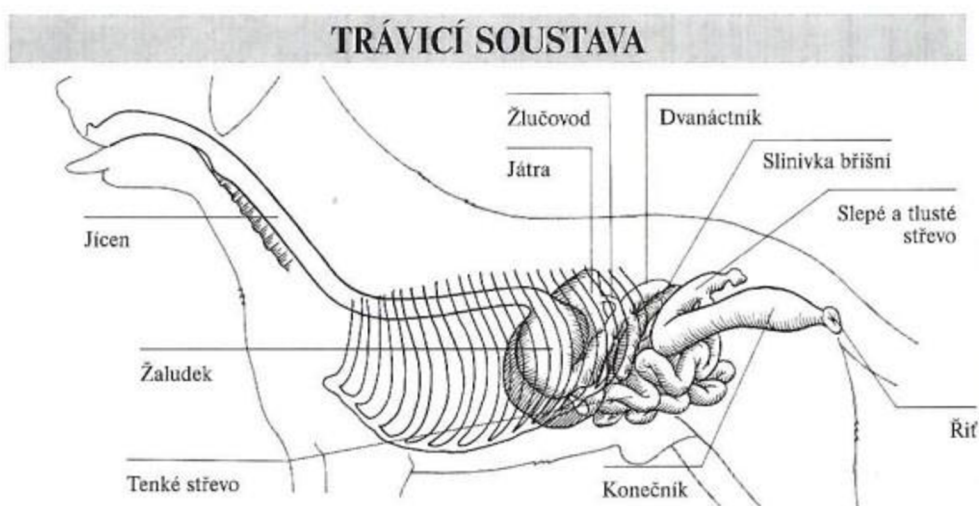 TRÁVICÍ SOUSTAVA
Žlučovod
Dvanáctník
Játra
Slinivka břišní
Slepé a tlusté
střevo
Jícen
Žaludek
Řiť
Tenké střevo
Konečník